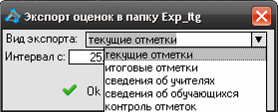 Экспорт оценок в папку Exp_Itg
Вид экспорта: текущие отметки
Интервал с: 25
текущие отметки
итоговые отметки
сведения об учителях
сведения об обучающихся
контроль отметок
Ok